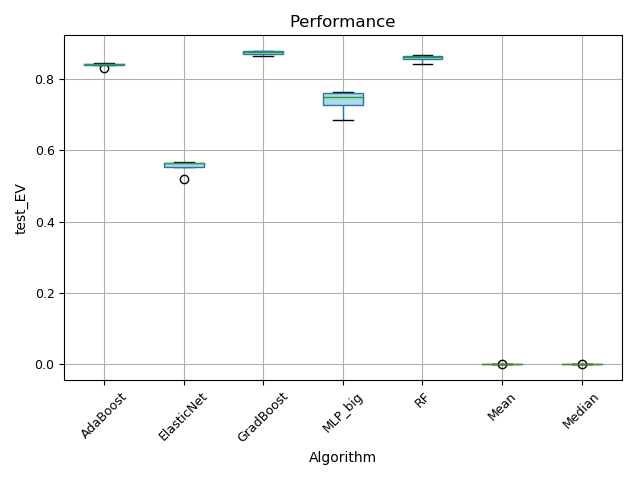 Performance
test_EV
0.8
0.6
0.4
0.2
0.0
AdaBoost
ElasticNet
GradBoost
MLP_big
RF
Mean
Median
Algorithm